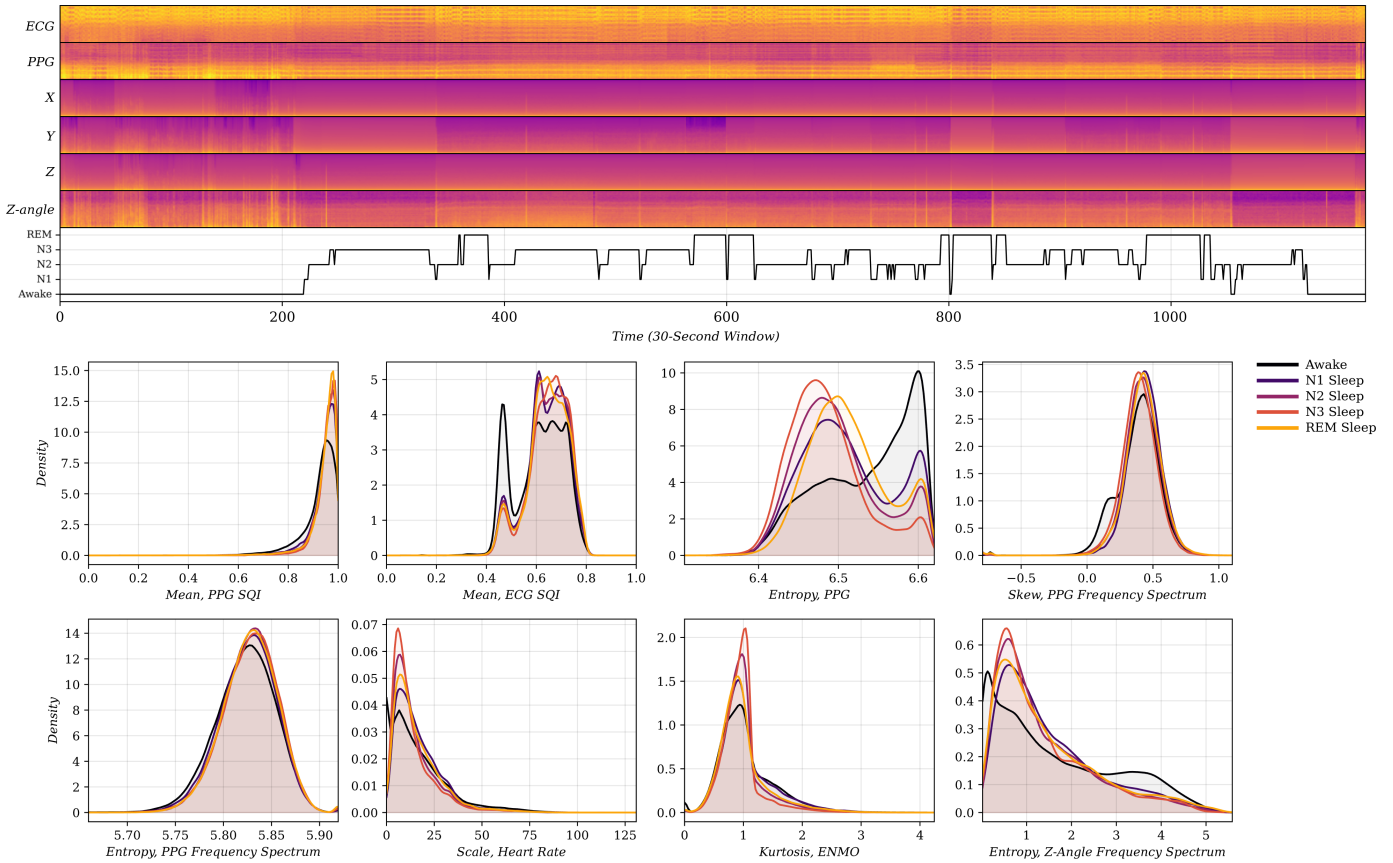 ECG
PPG
X
Y
Z
Z-angle
REM
N3
N2
N1
Awake
0 200 400 600 800 1000
Time (30-Second Window)
Density
15.0
12.5
10.0
7.5
5.0
2.5
0.0
0.0 0.2 0.4 0.6 0.8 1.0
Mean, PPG SQI
5
4
3
2
1
0
0.0 0.2 0.4 0.6 0.8 1.0
Mean, ECG SQI
10
8
6
4
2
0
6.4 6.5 6.6
Entropy, PPG
3.5
3.0
2.5
2.0
1.5
1.0
0.5
0.0
−0.5 0.0 0.5 1.0
Skew, PPG Frequency Spectrum
Awake
N1 Sleep
N2 Sleep
N3 Sleep
REM Sleep
Density
14
12
10
8
6
4
2
0
5.70 5.75 5.80 5.85 5.90
Entropy, PPG Frequency Spectrum
0.07
0.06
0.05
0.04
0.03
0.02
0.01
0.00
0 25 50 75 100 125
Scale, Heart Rate
2.0
1.5
1.0
0.5
0.0
0 1 2 3 4
Kurtosis, ENMO
0.6
0.5
0.4
0.3
0.2
0.1
0.0
1 2 3 4 5
Entropy, Z-Angle Frequency Spectrum